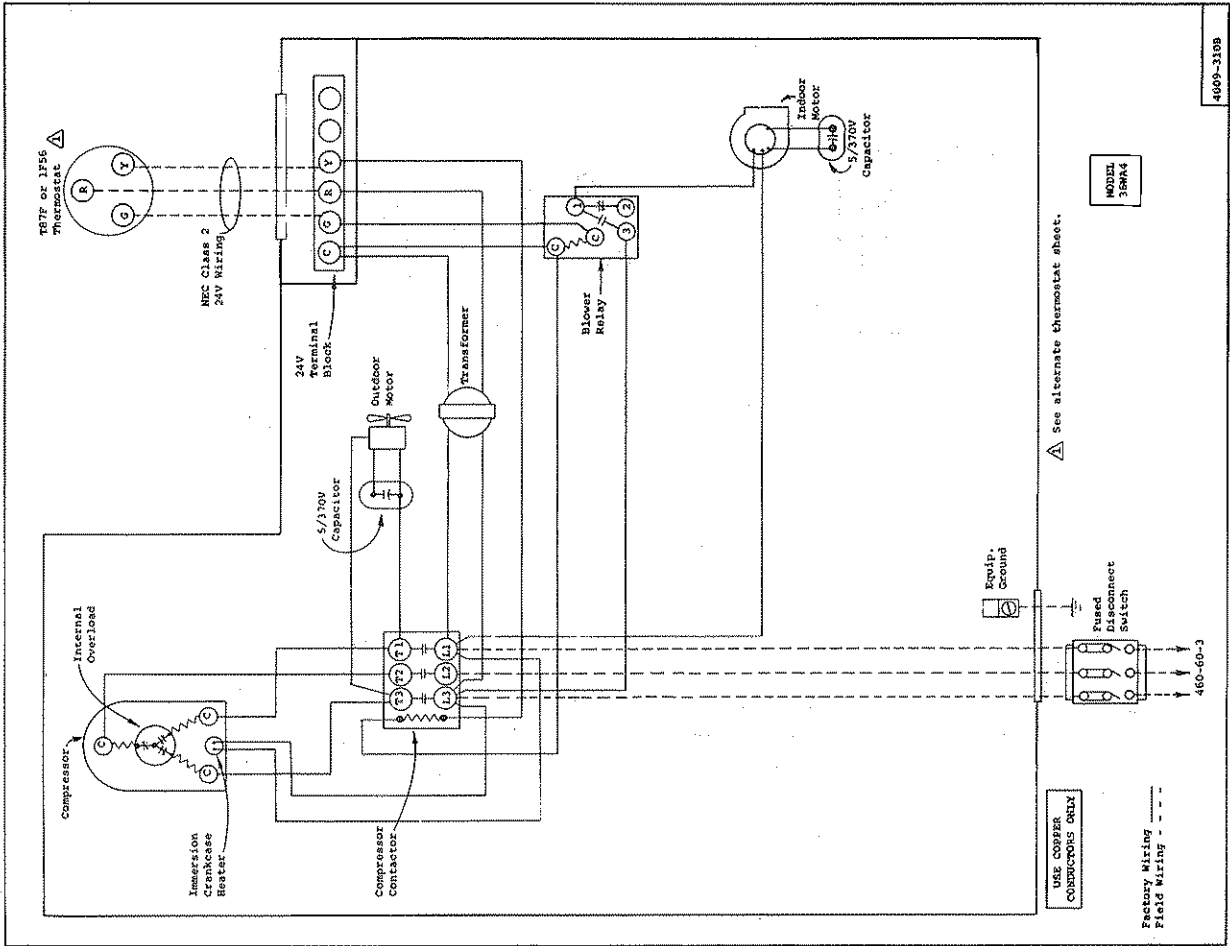 T87F or 1F56
Thermostat
1
R
G
Y
NEC Class 2
24V Wiring
24V
Terminal
Block
C
G
R
Y
Compressor
Internal
Overload
C
C
C
Immersion
Crankcase
Heater
5/370V
Capacitor
Outdoor
Motor
Transformer
Compressor
Contactor
T3
T2
T1
L3
L2
L1
Blower
Relay
C
C
1
2
3
Indoor
Motor
5/370V
Capacitor
Equip.
Ground
Fused
Disconnect
Switch
460-60-3
1 See alternate thermostat sheet.
USE COPPER
CONDUCTORS ONLY
Factory Wiring
Field Wiring - - - -
MODEL
36WA4
4009-310B